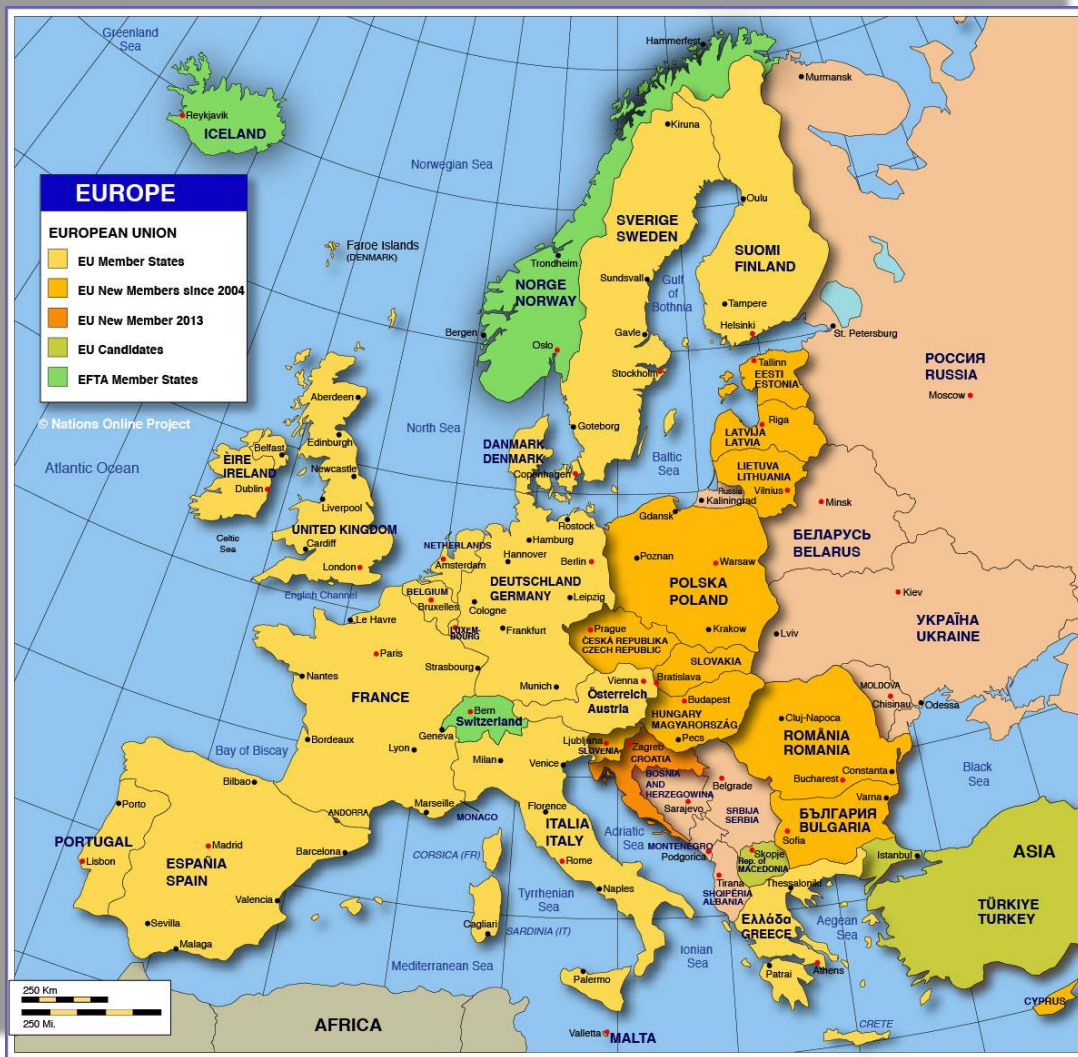 Greenland
Sea
Hammerfest
Murmansk
Reykjavik
ICELAND
Kiruna
Norwegian Sea
EUROPE
EUROPEAN UNION
EU Member States
EU New Members since 2004
EU New Member 2013
EU Candidates
EFTA Member States
© Nations Online Project
Oulu
SVERIGE
SWEDEN
SUOMI
FINLAND
Faroe Islands
(DENMARK)
Trondheim
Sundsvall
Gulf
of
Bothnia
NORGE
NORWAY
Tampere
Bergen
Gavle
Helsinki
St. Petersburg
Oslo
Stockholm
Tallinn
EESTI
ESTONIA
РОССИЯ
RUSSIA
Moscow
Aberdeen
North Sea
Goteborg
Riga
LATVIJA
LATVIA
Edinburgh
DANMARK
DENMARK
Baltic
Sea
Belfast
ÈIRE
IRELAND
Atlantic Ocean
Newcastle
Copenhagen
LIETUVA
LITHUANIA
Vilnius
Dublin
Russia
Kaliningrad
Minsk
Liverpool
Gdansk
UNITED KINGDOM
Rostock
БЕЛАРУСЬ
BELARUS
Celtic
Sea
Cardiff
NETHERLANDS
Amsterdam
Hamburg
Hannover
Berlin
Poznan
Warsaw
London
DEUTSCHLAND
GERMANY
POLSKA
POLAND
English Channel
BELGIUM
Bruxelles
Cologne
Leipzig
Kiev
Le Havre
LUXEM-
BOURG
Frankfurt
Prague
ČESKÁ REPUBLIKA
CZECH REPUBLIC
Krakow
Lviv
УКРАЇНА
UKRAINE
Paris
Strasbourg
SLOVAKIA
Nantes
FRANCE
Munich
Vienna
Bratislava
Österreich
Austria
MOLDOVA
Chisinau
Odessa
Bern
Switzerland
Budapest
HUNGARY
MAGYARORSZÁG
Cluj-Napoca
ROMÂNIA
ROMANIA
Geneva
Bay of Biscay
Bordeaux
Lyon
Milan
Venice
Ljubljana
SLOVENIA
Pecs
Zagreb
CROATIA
Constanta
Bucharest
Black
Sea
Bilbao
BOSNIA
AND
HERZEGOWINA
Belgrade
Sarajevo
SRBIJA
SERBIA
Varna
БЪЛГАРИЯ
BULGARIA
Sofia
Porto
ANDORRA
Marseille
MONACO
Florence
ITALIA
ITALY
Adriatic
Sea
PORTUGAL
Lisbon
Madrid
ESPAÑIA
SPAIN
Barcelona
CORSICA (FR)
Rome
MONTENEGRO
Podgorica
Skopje
Rep. of
MACEDONIA
Istanbul
ASIA
Tirana
SHQIPËRIA
ALBANIA
Thessaloniki
Valencia
Tyrrhenian
Sea
Naples
TÜRKIYE
TURKEY
Sevilla
Cagliari
SARDINIA (IT)
Ελλάδα
GREECE
Aegean
Sea
Malaga
Mediterranean Sea
Ionian
Sea
Palermo
Patrai
Athens
250 Km
250 Mi.
AFRICA
Valletta
MALTA
CRETE
CYPRUS